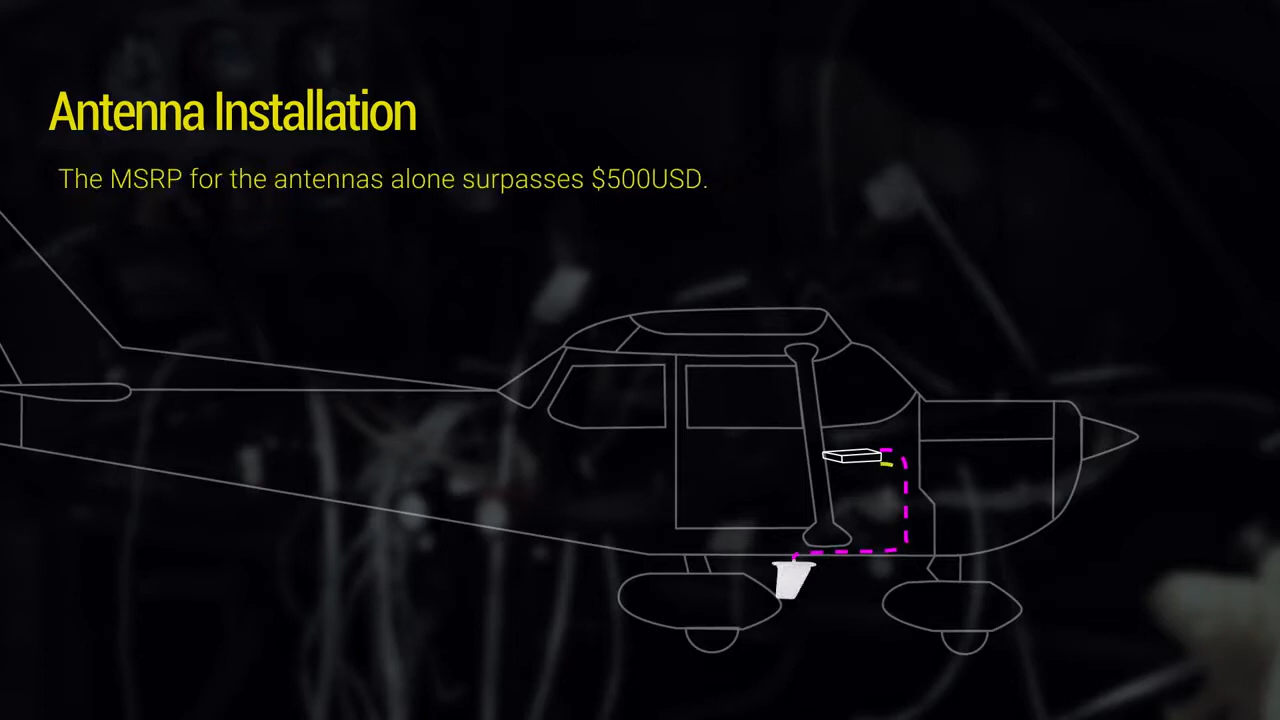 Antenna Installation
The MSRP for the antennas alone surpasses $500USD.